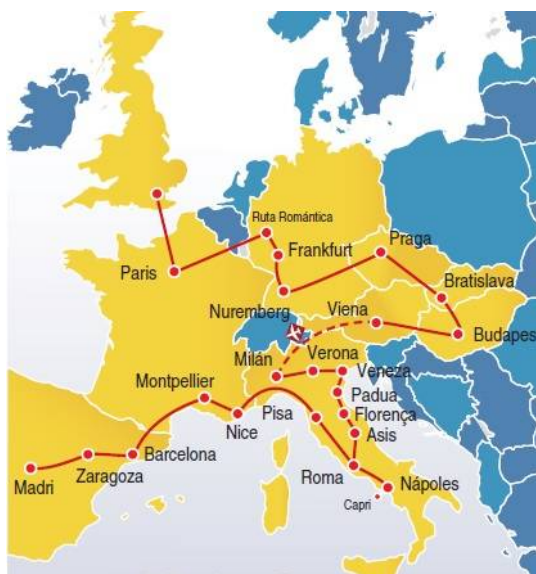 Ruta Romántica
Frankfurt
Praga
Paris
Bratislava
Nuremberg
Viena
Budapes
Milán
Verona
Veneza
Montpellier
Padua
Pisa
Florença
Nice
Asis
Barcelona
Zaragoza
Madri
Roma
Nápoles
Capri